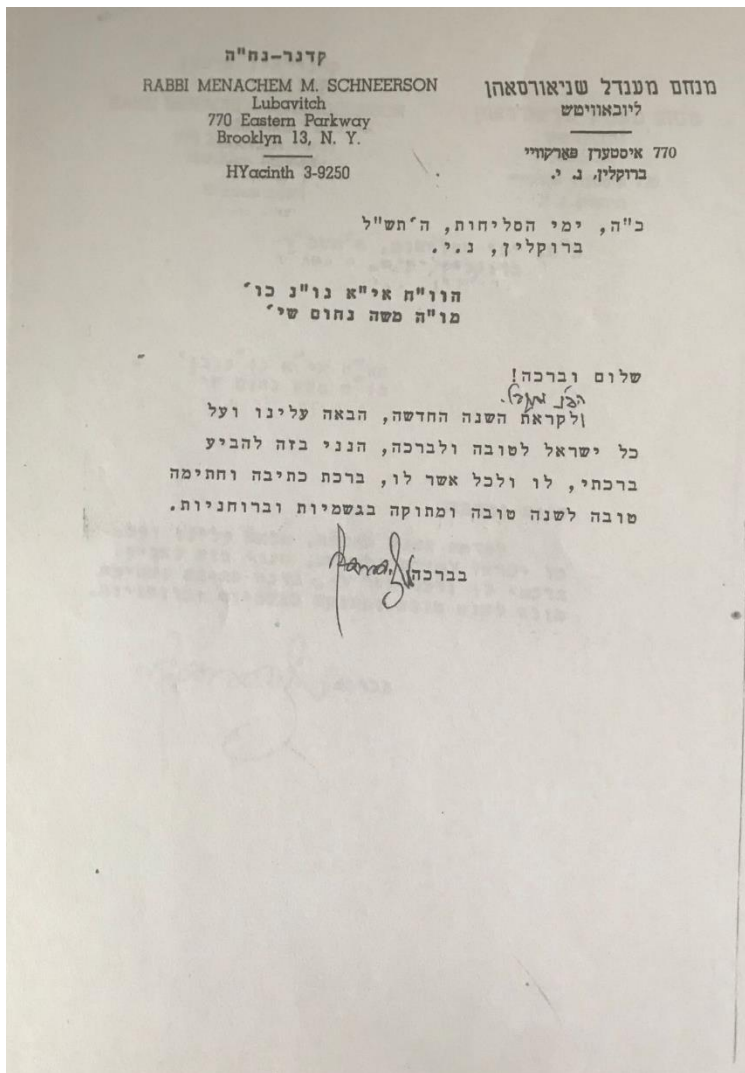 קדנר-נח"ה
RABBI MENACHEM M. SCHNEERSON
Lubavitch
770 Eastern Parkway
Brooklyn 13, N. Y.
HYacinth 3-9250
מנחם מענדל שניאורסאהן
ליובאוויטש
770 איסטערן פארקוויי
ברוקלין, נ. י.
כ"ה, ימי הסליחות, ה'תש"ל
ברוקלין, נ.י.
הוו"ח אי"א נו"נ כו'
מו"ה משה נחום שי'
שלום וברכה!
לקראת השנה החדשה, הבאה עלינו ועל
כל ישראל לטובה ולברכה, הנני בזה להביע
ברכתי, לו ולכל אשר לו, ברכת כתיבה וחתימה
טובה לשנה טובה ומתוקה בגשמיות וברוחניות.
בברכה